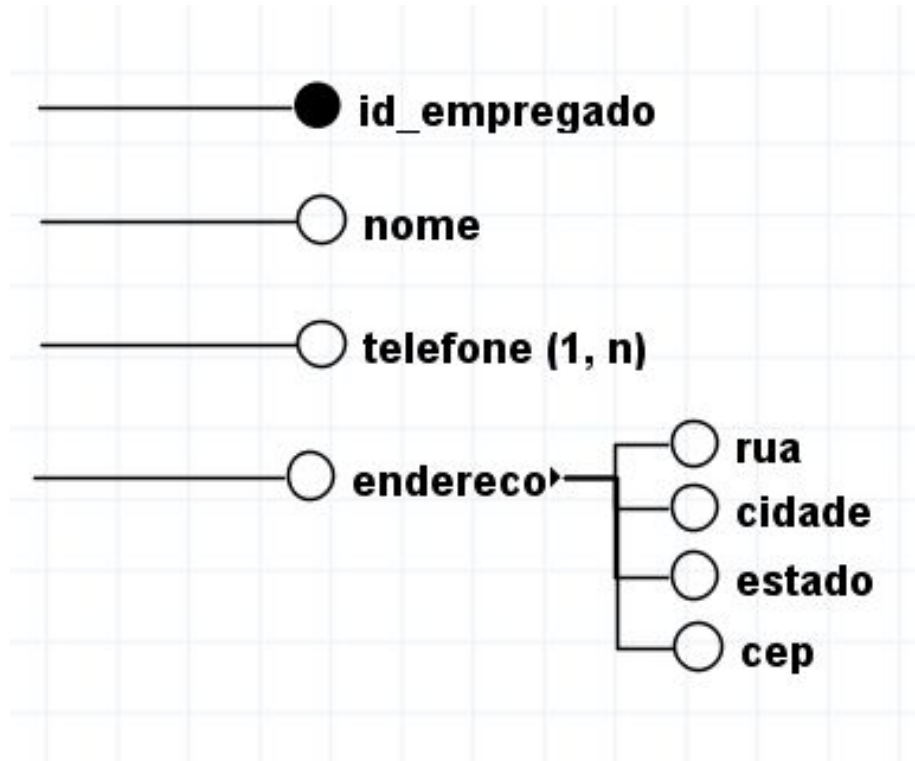 id_empregado
nome
telefone (1, n)
endereco
rua
cidade
estado
cep